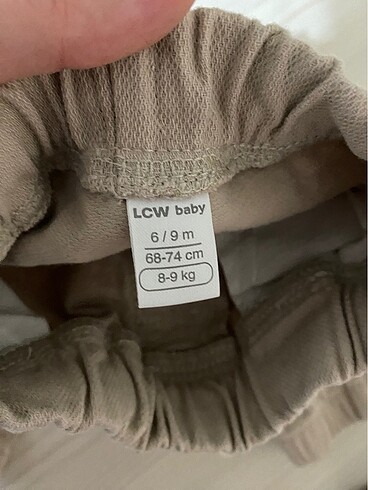 LCW baby
6 / 9 m
68-74 cm
8-9 kg